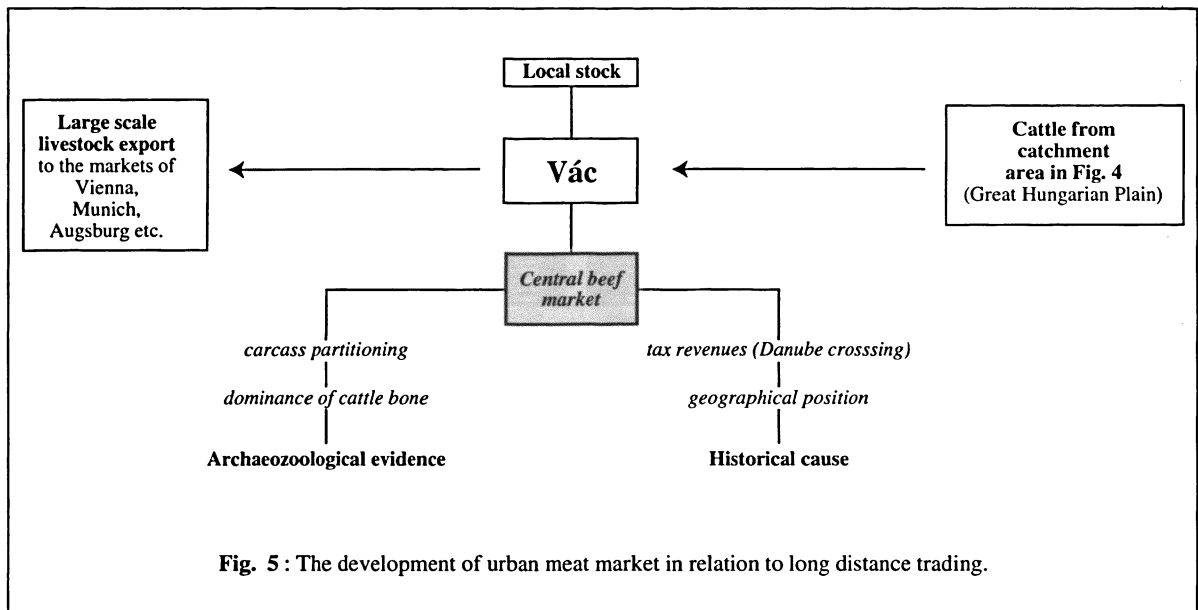 Local stock
Large scale
livestock export
to the markets of
Vienna,
Munich,
Augsburg etc.
Vác
Cattle from
catchment
area in Fig. 4
(Great Hungarian Plain)
Central beef
market
carcass partitioning
dominance of cattle bone
Archaeozoological evidence
tax revenues (Danube crosssing)
geographical position
Historical cause
Fig. 5 : The development of urban meat market in relation to long distance trading.